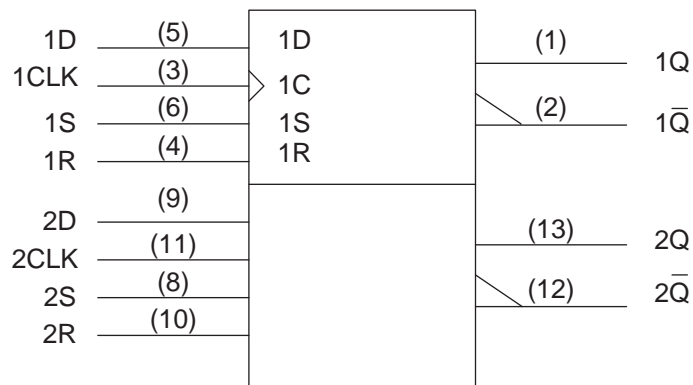 1D (5) 1D (1) 1Q
1CLK (3) 1C
1S (6) 1S (2) 1Q̅
1R (4) 1R
2D (9)
2CLK (11) (13) 2Q
2S (8) (12) 2Q̅
2R (10)